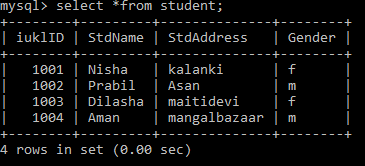 mysql> select *from student;
+--------+----------+--------------+--------+
| iuklID | StdName | StdAddress | Gender |
+--------+----------+--------------+--------+
| 1001 | Nisha | kalanki | f |
| 1002 | Prabil | Asan | m |
| 1003 | Dilasha | maitidevi | f |
| 1004 | Aman | mangalbazaar | m |
+--------+----------+--------------+--------+
4 rows in set (0.00 sec)